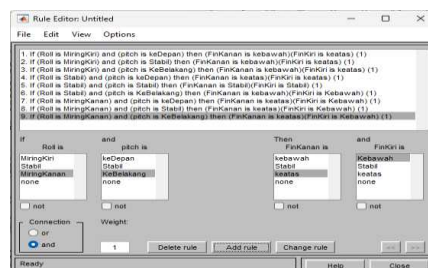 Rule Editor: Untitled
File Edit View Options
1. If (Roll is MiringKiri) and (pitch is keDepan) then (FinKanan is kebawah)(FinKiri is keatas) (1)
2. If (Roll is MiringKiri) and (pitch is Stabil) then (FinKanan is kebawah)(FinKiri is keatas) (1)
3. If (Roll is MiringKiri) and (pitch is KeBelakang) then (FinKanan is kebawah)(FinKiri is keatas) (1)
4. If (Roll is Stabil) and (pitch is keDepan) then (FinKanan is keatas)(FinKiri is keatas) (1)
5. If (Roll is Stabil) and (pitch is Stabil) then (FinKanan is Stabil)(FinKiri is Stabil) (1)
6. If (Roll is Stabil) and (pitch is KeBelakang) then (FinKanan is kebawah)(FinKiri is Kebawah) (1)
7. If (Roll is MiringKanan) and (pitch is keDepan) then (FinKanan is keatas)(FinKiri is Kebawah) (1)
8. If (Roll is MiringKanan) and (pitch is Stabil) then (FinKanan is keatas)(FinKiri is Kebawah) (1)
9. If (Roll is MiringKanan) and (pitch is KeBelakang) then (FinKanan is keatas)(FinKiri is Kebawah) (1)
If and Then and
Roll is pitch is FinKanan is FinKiri is
MiringKiri keDepan kebawah Kebawah
Stabil Stabil Stabil Stabil
MiringKanan KeBelakang keatas keatas
none none none none
not not not not
Connection Weight:
or
and 1 Delete rule Add rule Change rule << >>
Ready Help Close